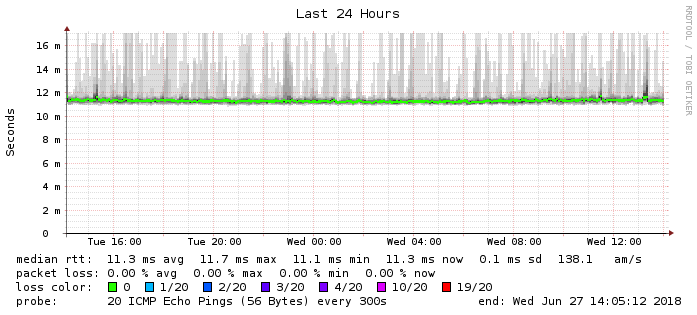 Last 24 Hours
RRDTOOL / TOBI OETIKER
Seconds
16 m
14 m
12 m
10 m
8 m
6 m
4 m
2 m
0
Tue 16:00 Tue 20:00 Wed 00:00 Wed 04:00 Wed 08:00 Wed 12:00
median rtt: 11.3 ms avg 11.7 ms max 11.1 ms min 11.3 ms now 0.1 ms sd 138.1 am/s
packet loss: 0.00 % avg 0.00 % max 0.00 % min 0.00 % now
loss color: 0 1/20 2/20 3/20 4/20 10/20 19/20
probe: 20 ICMP Echo Pings (56 Bytes) every 300s end: Wed Jun 27 14:05:12 2018